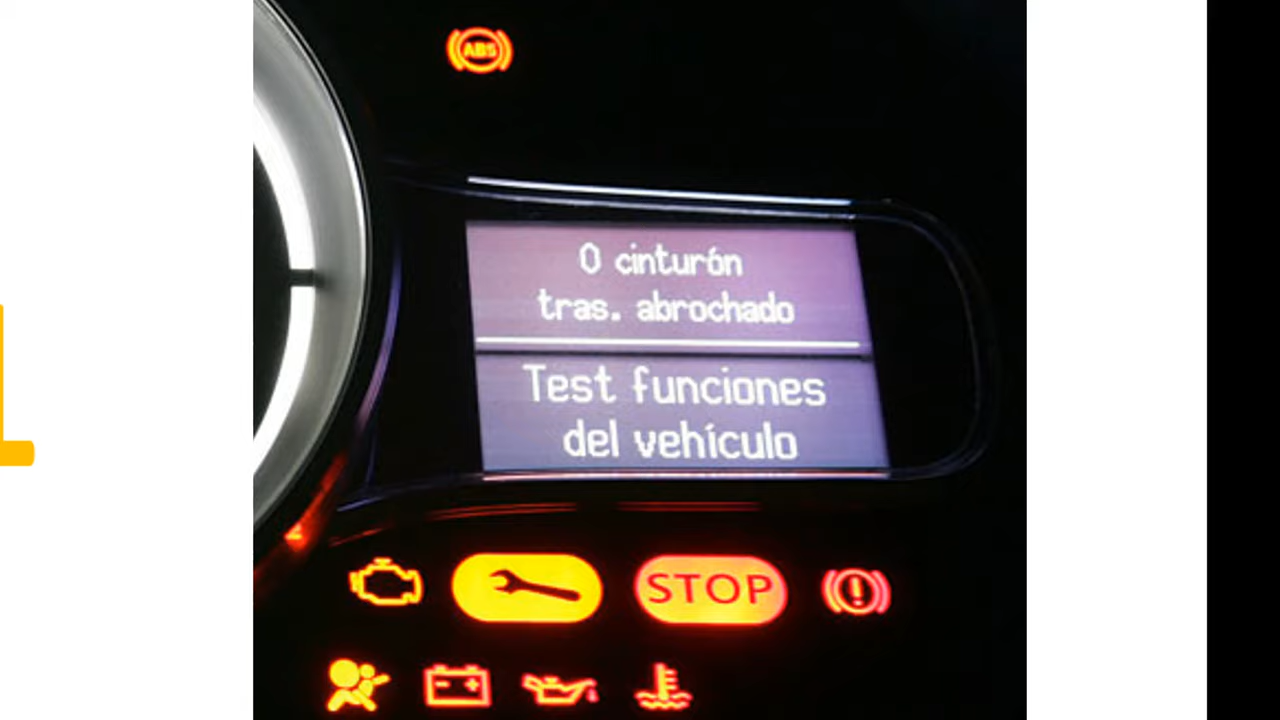 ABS
0 cinturón
tras. abrochado
Test funciones
del vehículo
STOP